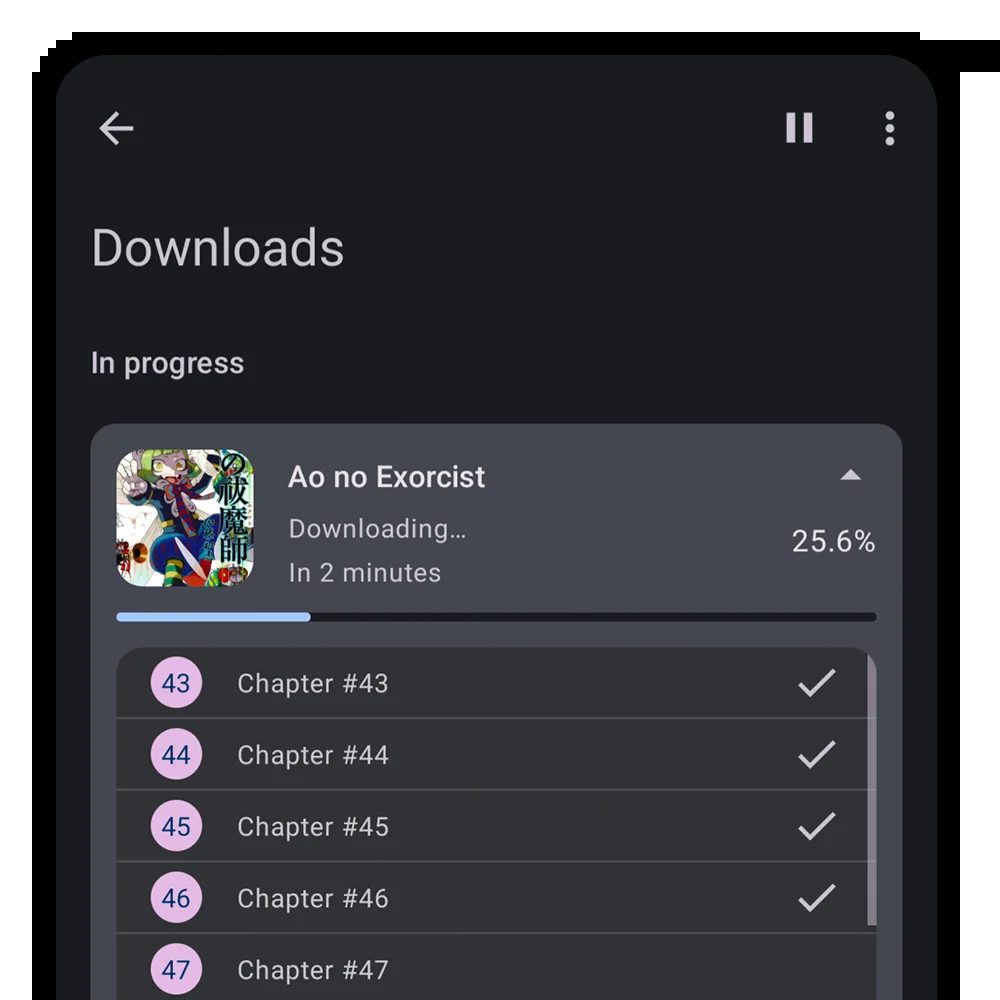 Downloads
In progress
の祓魔師
Ao no Exorcist
Downloading…
In 2 minutes
25.6%
43 Chapter #43
44 Chapter #44
45 Chapter #45
46 Chapter #46
47 Chapter #47